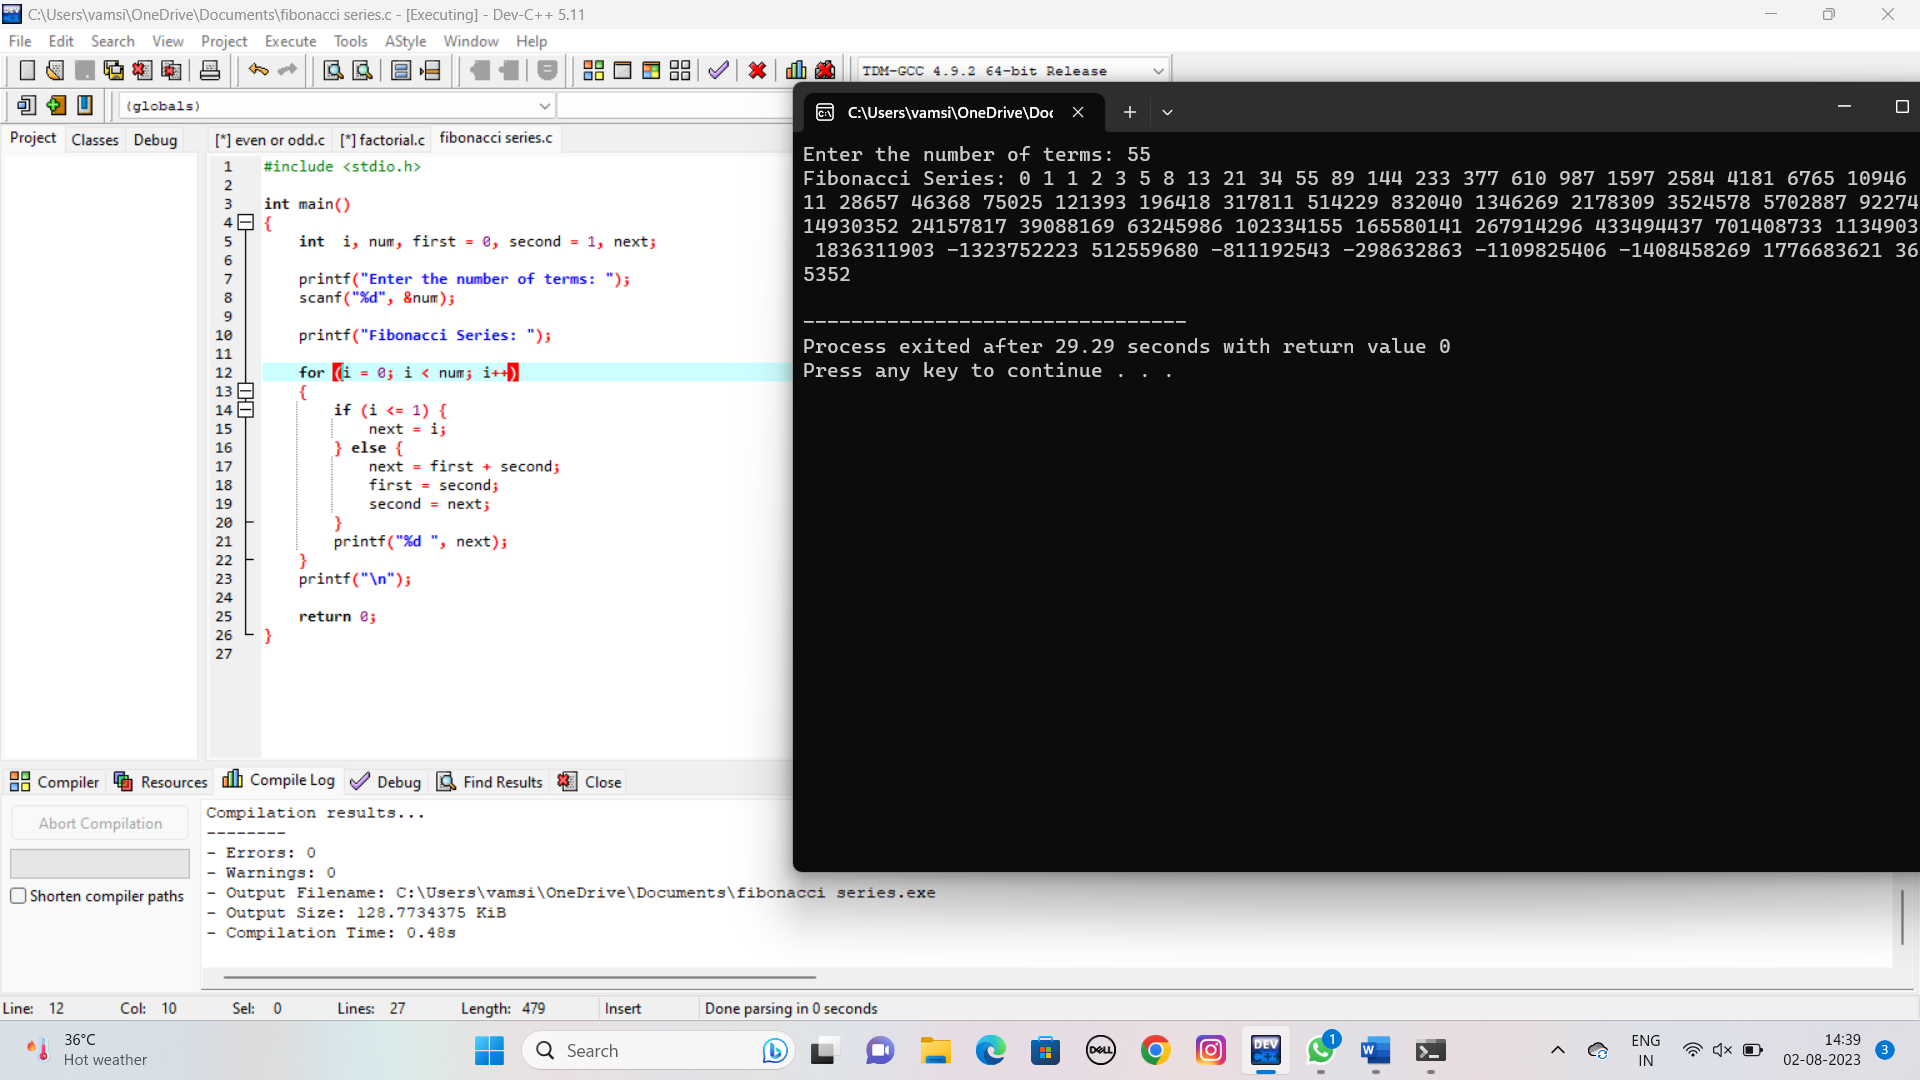 C:\Users\vamsi\OneDrive\Documents\fibonacci series.c - [Executing] - Dev-C++ 5.11
File Edit Search View Project Execute Tools AStyle Window Help
TDM-GCC 4.9.2 64-bit Release
(globals)
Project Classes Debug
[*] even or odd.c [*] factorial.c fibonacci series.c
1 #include <stdio.h>
2
3 int main()
4 {
5 int i, num, first = 0, second = 1, next;
6
7 printf("Enter the number of terms: ");
8 scanf("%d", &num);
9
10 printf("Fibonacci Series: ");
11
12 for (i = 0; i < num; i++)
13 {
14 if (i <= 1) {
15 next = i;
16 } else {
17 next = first + second;
18 first = second;
19 second = next;
20 }
21 printf("%d ", next);
22 }
23 printf("\n");
24
25 return 0;
26 }
27
C:\Users\vamsi\OneDrive\Doc
Enter the number of terms: 55
Fibonacci Series: 0 1 1 2 3 5 8 13 21 34 55 89 144 233 377 610 987 1597 2584 4181 6765 10946
11 28657 46368 75025 121393 196418 317811 514229 832040 1346269 2178309 3524578 5702887 92274
14930352 24157817 39088169 63245986 102334155 165580141 267914296 433494437 701408733 1134903
1836311903 -1323752223 512559680 -811192543 -298632863 -1109825406 -1408458269 1776683621 36
5352
--------------------------------
Process exited after 29.29 seconds with return value 0
Press any key to continue . . .
Compiler Resources Compile Log Debug Find Results Close
Abort Compilation
Shorten compiler paths
Compilation results...
--------
- Errors: 0
- Warnings: 0
- Output Filename: C:\Users\vamsi\OneDrive\Documents\fibonacci series.exe
- Output Size: 128.7734375 KiB
- Compilation Time: 0.48s
Line: 12 Col: 10 Sel: 0 Lines: 27 Length: 479 Insert Done parsing in 0 seconds
36°C
Hot weather
Search
DELL
DEV C++
1
W
ENG
IN
14:39
02-08-2023
3